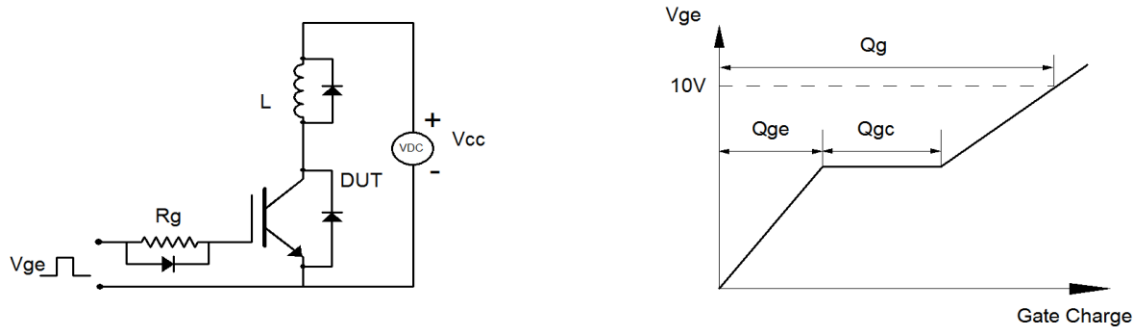 L
+
VDC
Vcc
-
DUT
Rg
Vge
Vge
Qg
10V
Qge
Qgc
Gate Charge